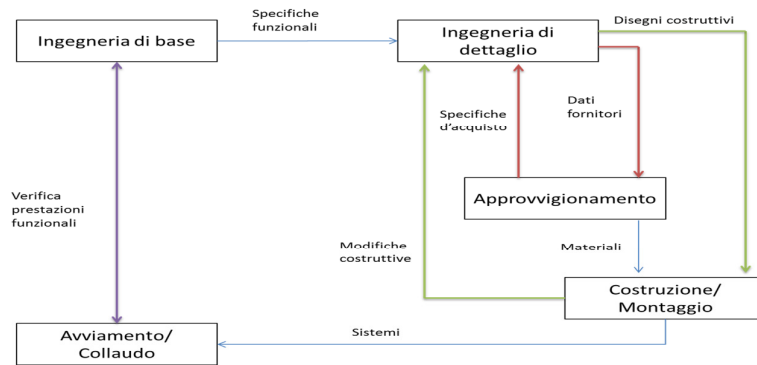 Ingegneria di base
Specifiche
funzionali
Ingegneria di
dettaglio
Disegni costruttivi
Specifiche
d'acquisto
Dati
fornitori
Approvvigionamento
Verifica
prestazioni
funzionali
Modifiche
costruttive
Materiali
Costruzione/
Montaggio
Avviamento/
Collaudo
Sistemi